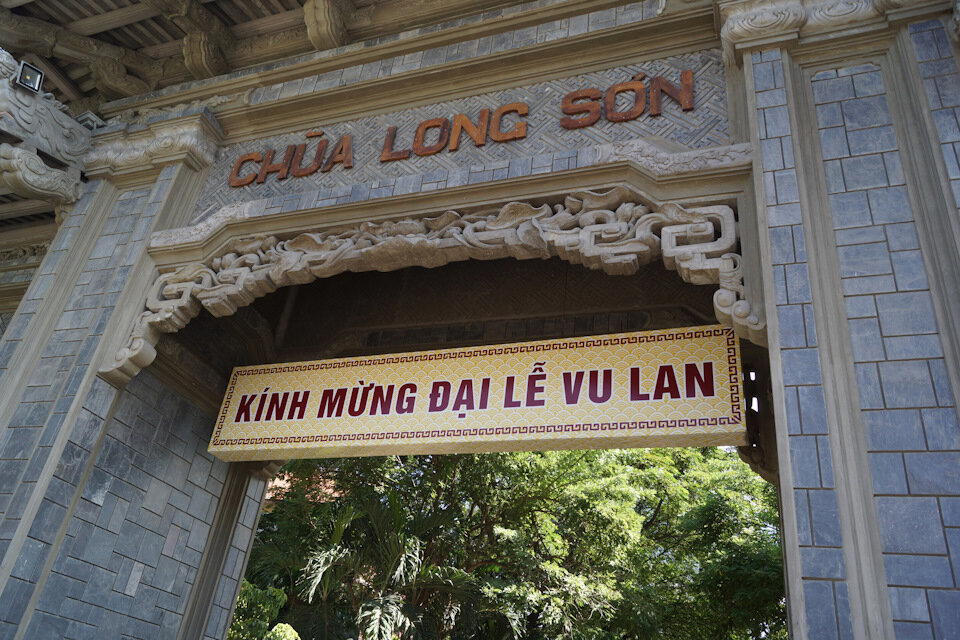 CHÙA LONG SƠN
KÍNH MỪNG ĐẠI LỄ VU LAN